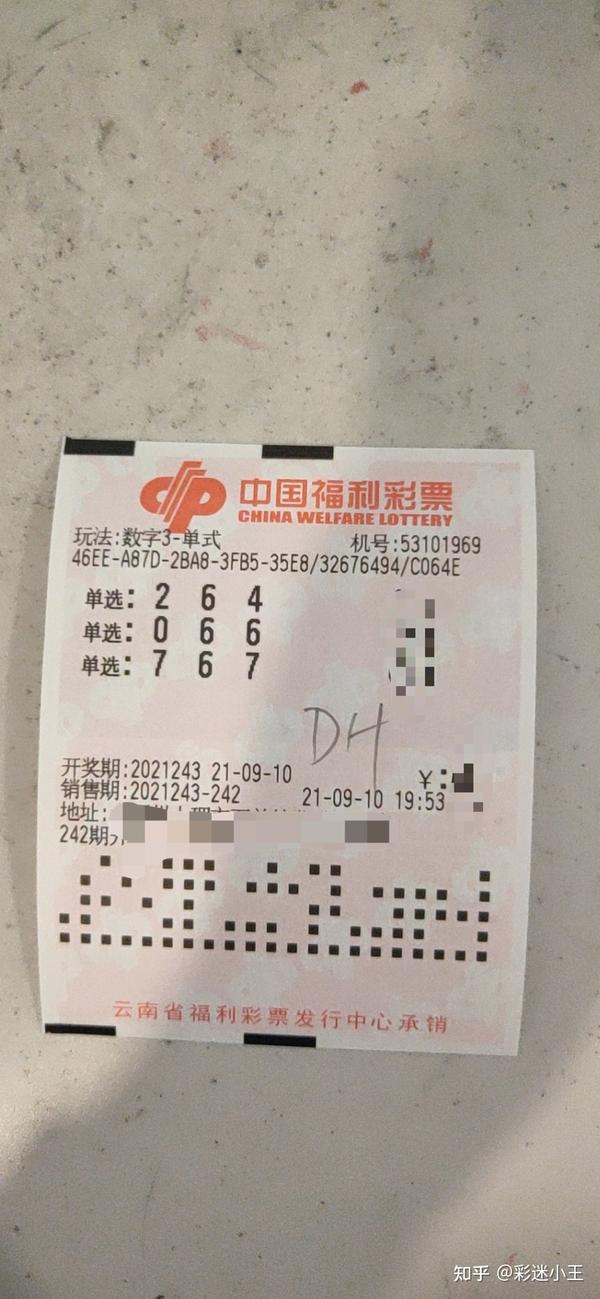 中国福利彩票
CHINA WELFARE LOTTERY
玩法:数字3-单式 机号:53101969
46EE-A87D-2BA8-3FB5-35E8/32676494/C064E
单选: 2 6 4
单选: 0 6 6
单选: 7 6 7
DH
开奖期:2021243 21-09-10 ¥:
销售期:2021243-242 21-09-10 19:53
地址:
242期
云南省福利彩票发行中心承销
知乎 @彩迷小王